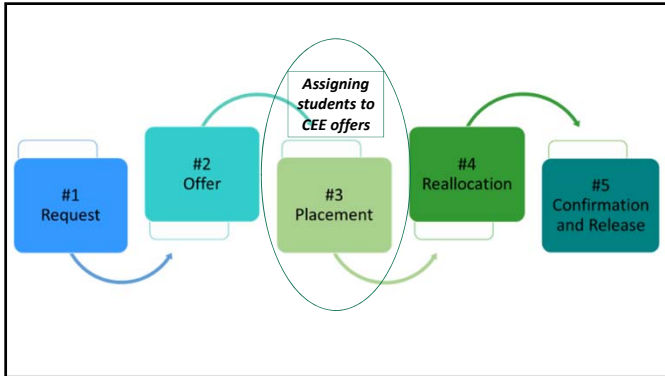 Assigning
students to
CEE offers
#1
Request
#2
Offer
#3
Placement
#4
Reallocation
#5
Confirmation
and Release